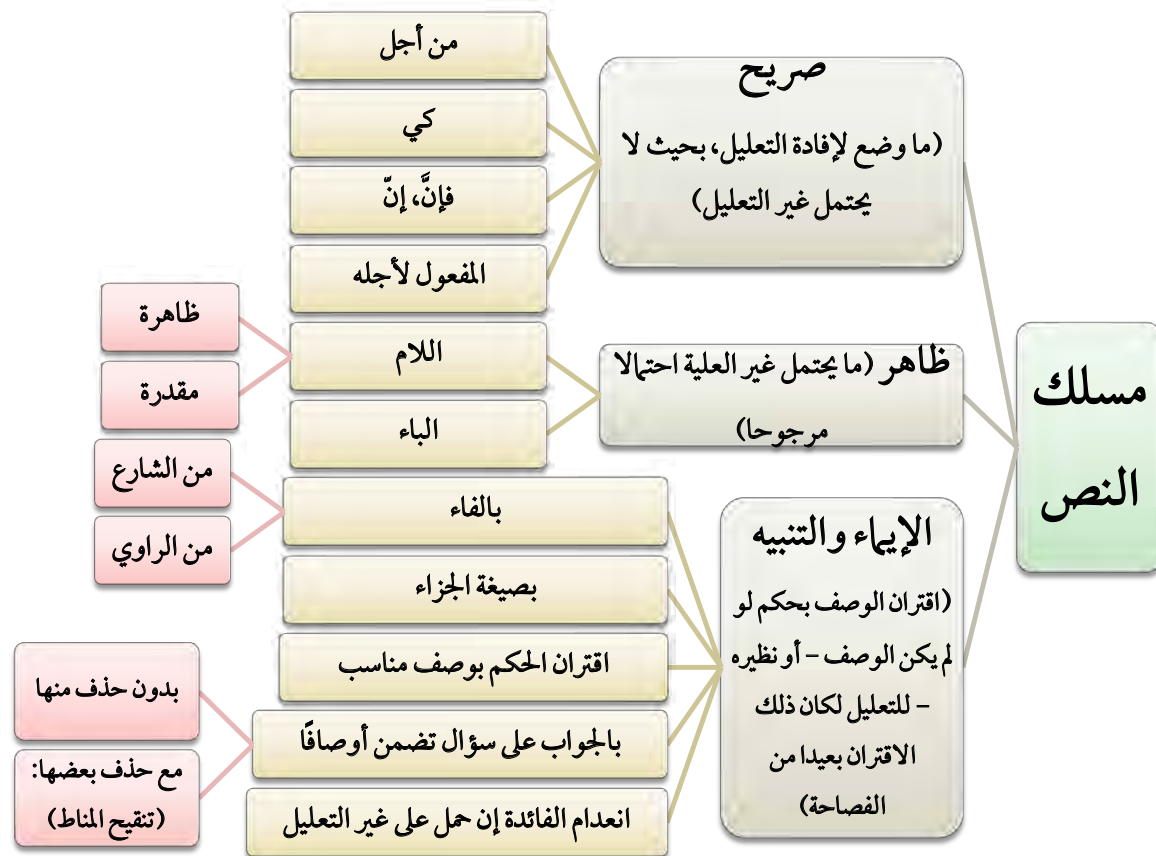 مسلك
النص
صريح
(ما وضع لإفادة التعليل، بحيث لا
يحتمل غير التعليل)
من أجل
كي
فإنَّ، إنّ
المفعول لأجله
ظاهر (ما يحتمل غير العلية احتمالا
مرجوحا)
اللام
ظاهرة
مقدرة
الباء
الإيماء والتنبيه
(اقتران الوصف بحكم لو
لم يكن الوصف – أو نظيره
– للتعليل لكان ذلك
الاقتران بعيدا من
الفصاحة)
بالفاء
من الشارع
من الراوي
بصيغة الجزاء
اقتران الحكم بوصف مناسب
بالجواب على سؤال تضمن أوصافًا
بدون حذف منها
مع حذف بعضها:
(تنقيح المناط)
انعدام الفائدة إن حمل على غير التعليل